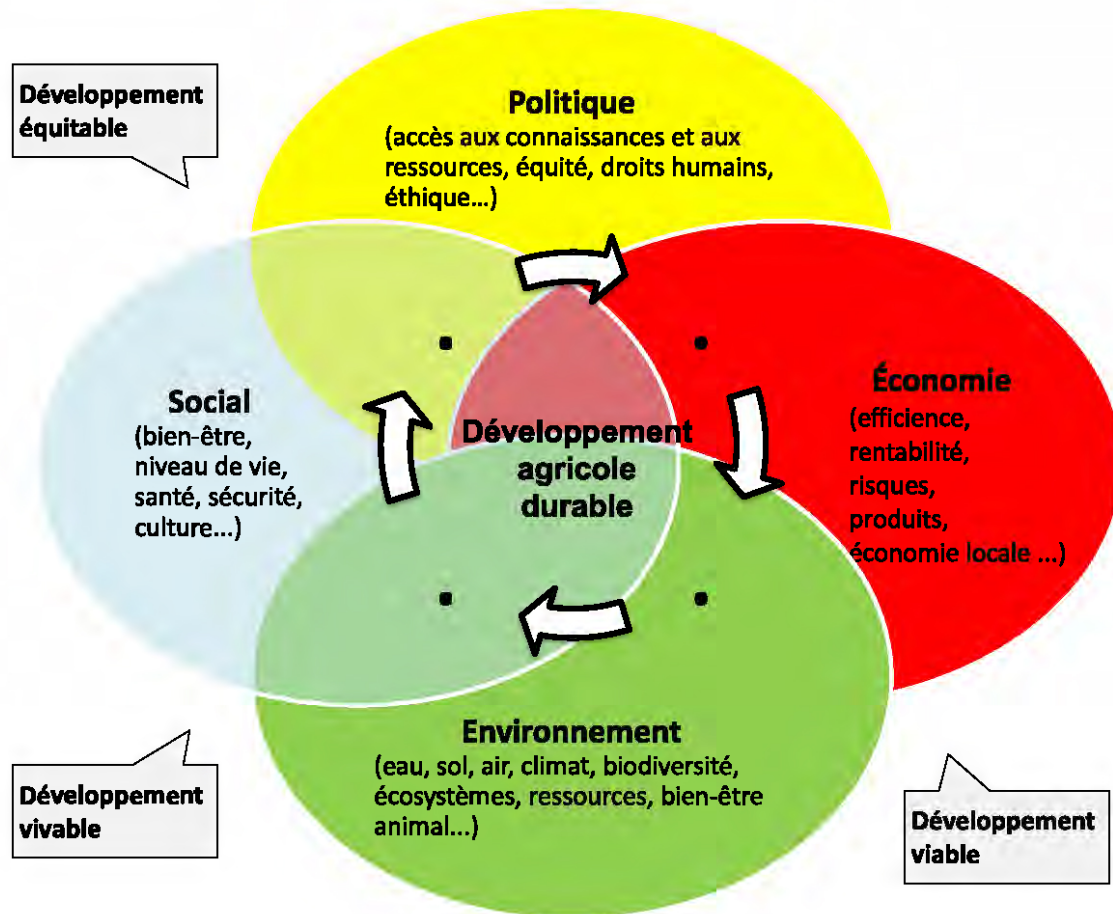 Développement
équitable
Politique
(accès aux connaissances et aux
ressources, équité, droits humains,
éthique...)
Social
(bien-être,
niveau de vie,
santé, sécurité,
culture...)
Développement
agricole
durable
Économie
(efficience,
rentabilité,
risques,
produits,
économie locale ...)
Environnement
(eau, sol, air, climat, biodiversité,
écosystèmes, ressources, bien-être
animal...)
Développement
vivable
Développement
viable